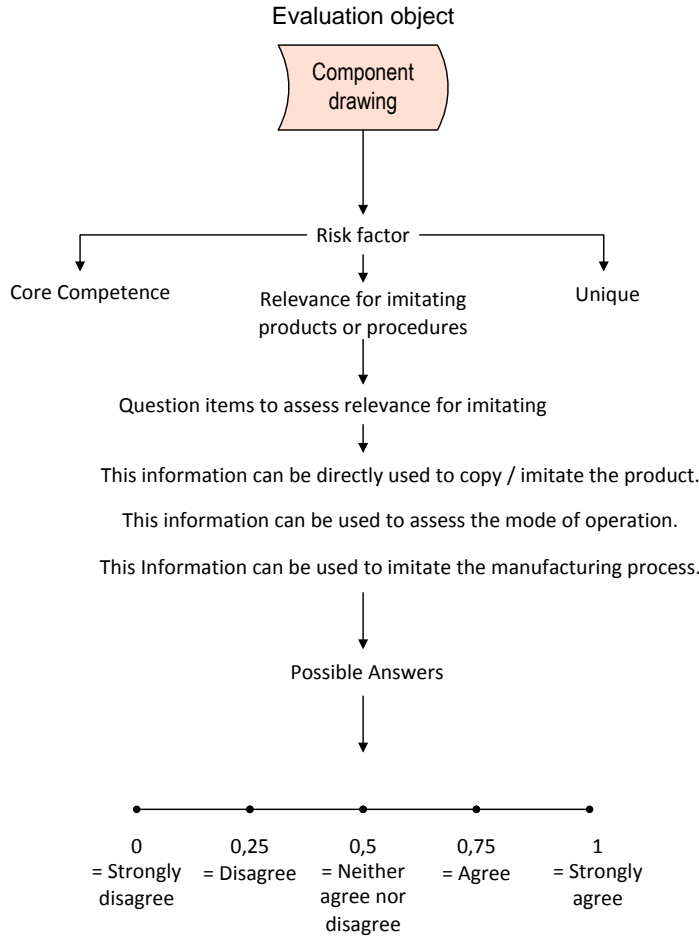 Evaluation object
Component
drawing
Risk factor
Core Competence
Relevance for imitating
products or procedures
Unique
Question items to assess relevance for imitating
This information can be directly used to copy / imitate the product.
This information can be used to assess the mode of operation.
This Information can be used to imitate the manufacturing process.
Possible Answers
0
= Strongly
disagree
0,25
= Disagree
0,5
= Neither
agree nor
disagree
0,75
= Agree
1
= Strongly
agree